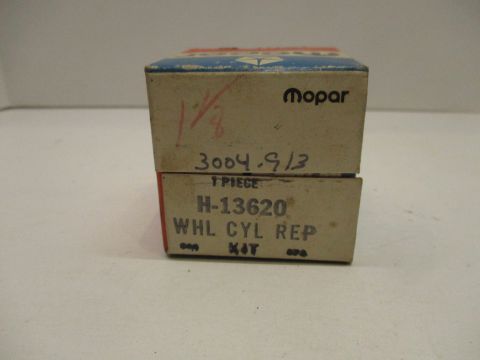 mopar
1 1/8
3004·913
1 PIECE
H-13620
WHL CYL REP
KIT